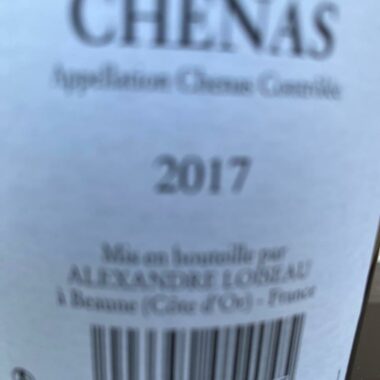 CHENAS
Appellation Chenas Contrôlée
2017
Mis en bouteille par
ALEXANDRE LOISEAU
à Beaune (Côte d'Or) - France